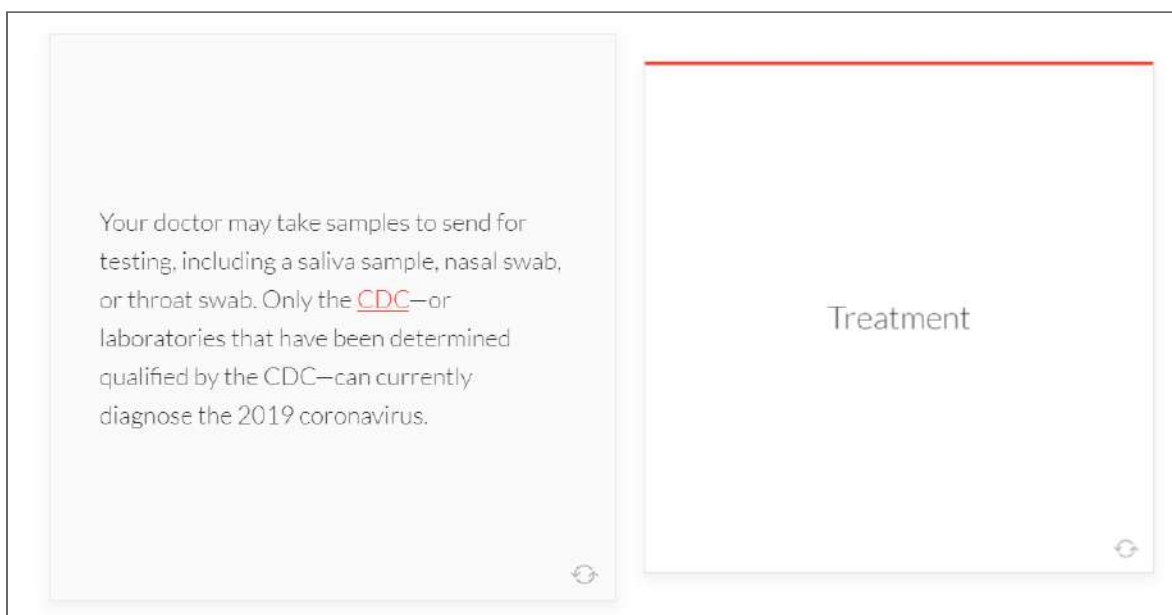 Your doctor may take samples to send for
testing, including a saliva sample, nasal swab,
or throat swab. Only the CDC—or
laboratories that have been determined
qualified by the CDC—can currently
diagnose the 2019 coronavirus.
Treatment